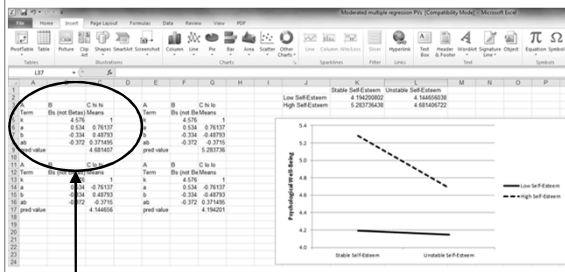 Moderated multiple regression PVs [Compatibility Mode] - Microsoft Excel
File Home Insert Page Layout Formulas Data Review View PDF
PivotTable Table Picture Clip Art Shapes SmartArt Screenshot Column Line Pie Bar Area Scatter Other Charts Line Column Win/Loss Slicer Hyperlink Text Box Header & Footer WordArt Signature Line Object Equation Symbol
Tables Illustrations Charts Sparklines Filter Links Text Symbols
L37 fx
A B C D E F G H I J K L M N O P
Stable Self-Esteem Unstable Self-Esteem
Low Self-Esteem 4.194200802 4.144656038
High Self-Esteem 5.283736438 4.681406722
A B C hi hi A B C hi lo
Term Bs (not Betas) Means Term Bs (not Be Means
k 4.576 1 k 4.576 1
a 0.534 0.76137 a 0.534 0.76137
b -0.334 0.48793 b -0.334 -0.48793
ab -0.372 0.371495 ab -0.372 -0.3715
pred value 4.681407 pred value 5.283736
A B C lo hi A B C lo lo
Term Bs (not Betas) Means Term Bs (not Be Means
k 4.576 1 k 4.576 1
a 0.534 -0.76137 a 0.534 -0.76137
b -0.334 0.48793 b -0.334 -0.48793
ab -0.372 -0.3715 ab -0.372 0.371495
pred value 4.144656 pred value 4.194201
5.4
5.2
5.0
4.8
4.6
4.4
4.2
4.0
Psychological Well-Being
Stable Self-Esteem Unstable Self-Esteem
Low Self-Esteem
High Self-Esteem